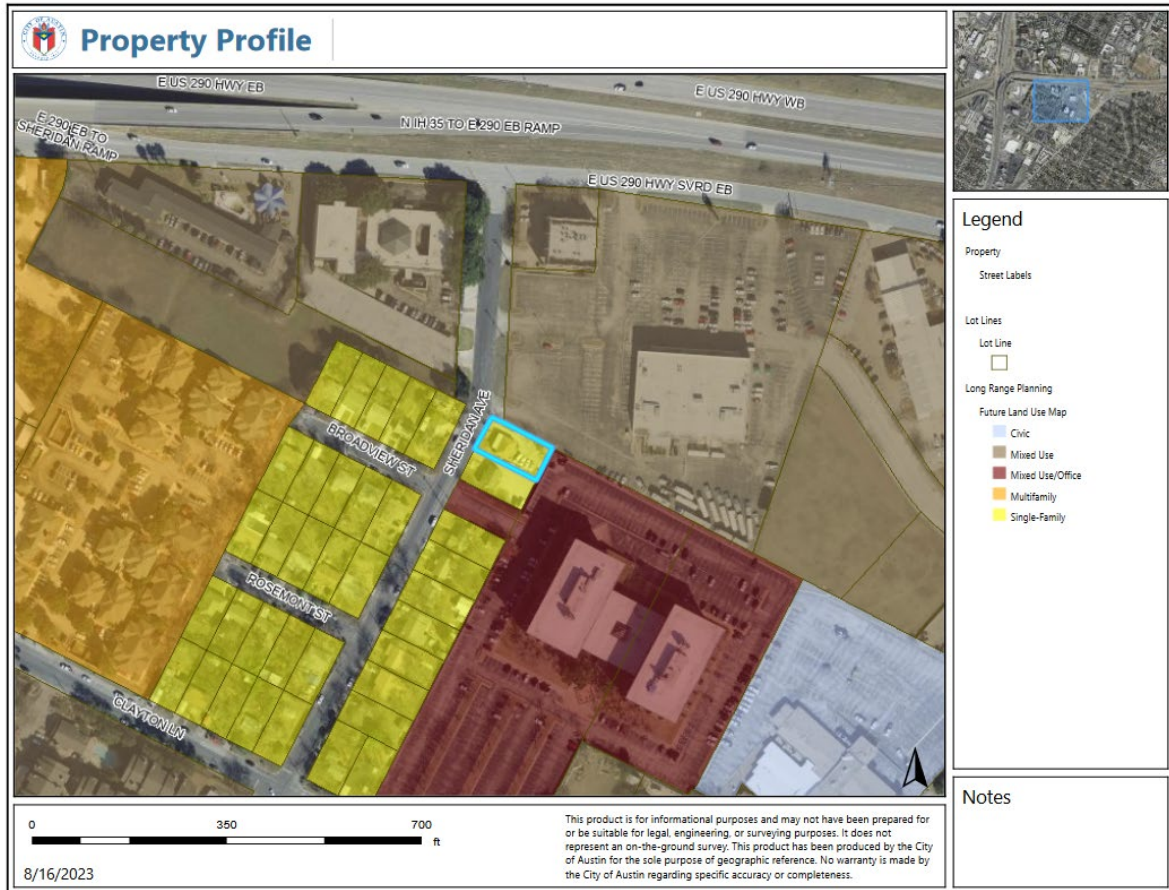 Property Profile
E US 290 HWY EB
E US 290 HWY WB
N IH 35 TO E 290 EB RAMP
E 290 EB TO
SHERIDAN RAMP
E US 290 HWY SVRD EB
SHERIDAN AVE
BROADVIEW ST
ROSEMONT ST
CLAYTON LN
Legend
Property
Street Labels
Lot Lines
Lot Line
Long Range Planning
Future Land Use Map
Civic
Mixed Use
Mixed Use/Office
Multifamily
Single-Family
Notes
0 350 700
ft
8/16/2023
This product is for informational purposes and may not have been prepared for
or be suitable for legal, engineering, or surveying purposes. It does not
represent an on-the-ground survey. This product has been produced by the City
of Austin for the sole purpose of geographic reference. No warranty is made by
the City of Austin regarding specific accuracy or completeness.